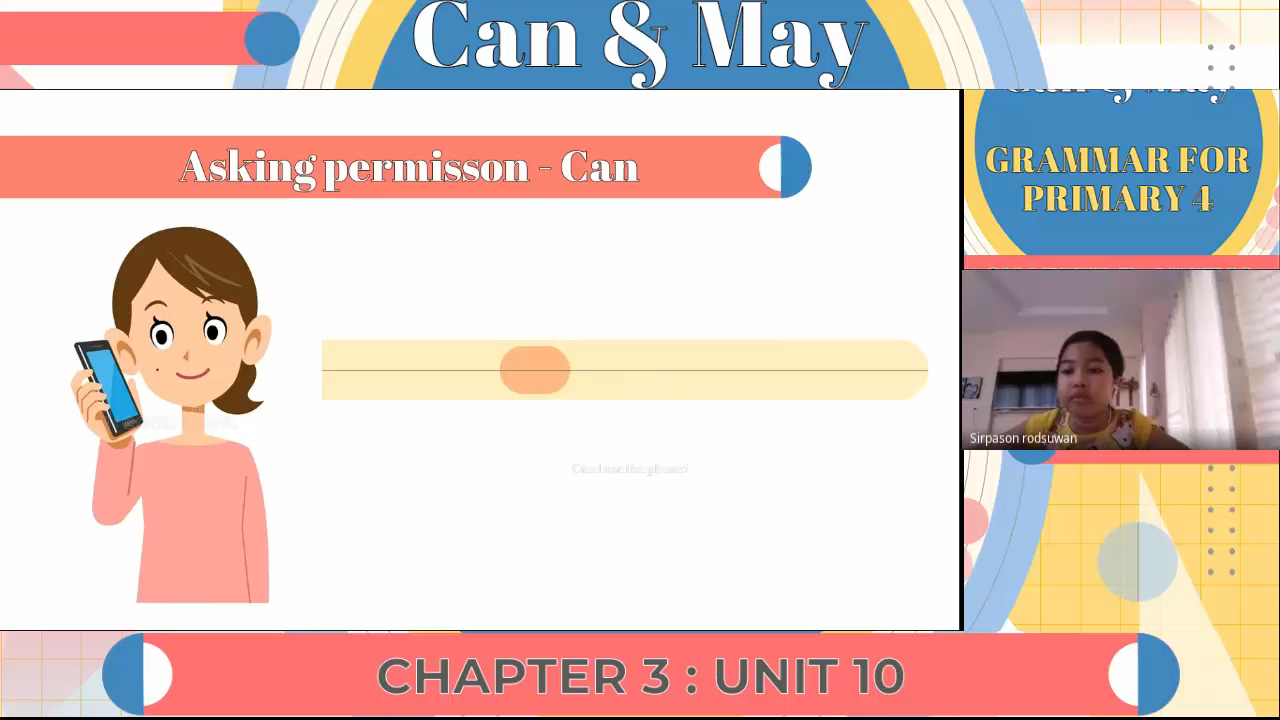 Can & May
Asking permisson - Can
GRAMMAR FOR
PRIMARY 4
Sirpason rodsuwan
CHAPTER 3 : UNIT 10